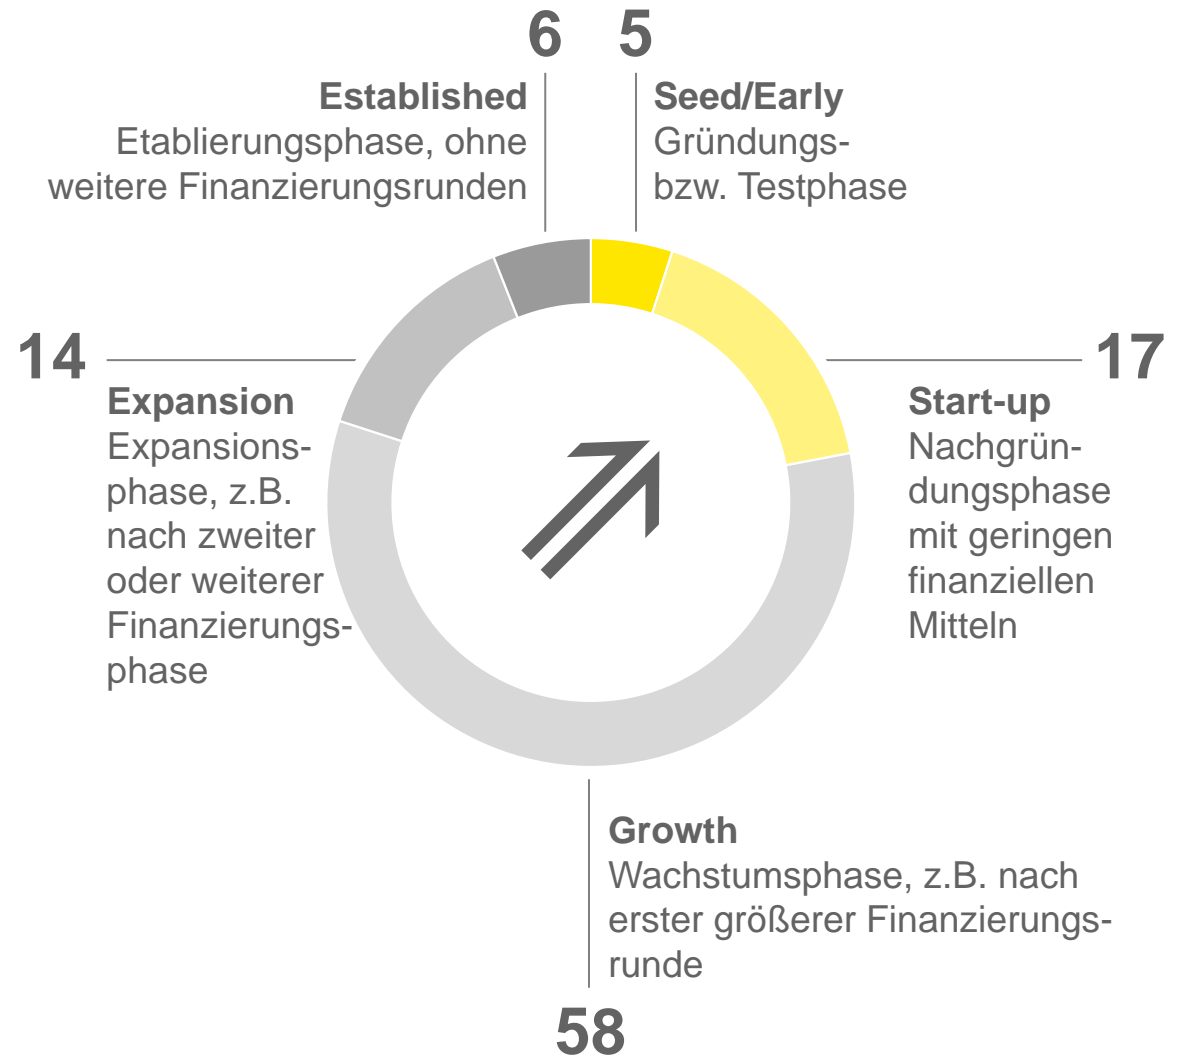 6
Established
Etablierungsphase, ohne
weitere Finanzierungsrunden
5
Seed/Early
Gründungs-
bzw. Testphase
14
Expansion
Expansions-
phase, z.B.
nach zweiter
oder weiterer
Finanzierungs-
phase
17
Start-up
Nachgrün-
dungsphase
mit geringen
finanziellen
Mitteln
Growth
Wachstumsphase, z.B. nach
erster größerer Finanzierungs-
runde
58